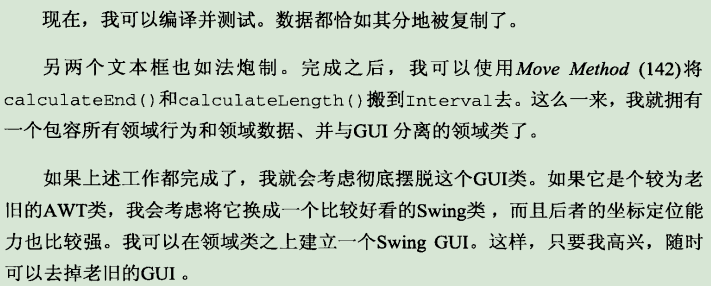 现在，我可以编译并测试。数据都恰如其分地被复制了。
另两个文本框也如法炮制。完成之后，我可以使用Move Method (142)将
calculateEnd()和calculateLength()搬到Interval去。这么一来，我就拥有
一个包容所有领域行为和领域数据、并与GUI 分离的领域类了。
如果上述工作都完成了，我就会考虑彻底摆脱这个GUI类。如果它是个较为老
旧的AWT类，我会考虑将它换成一个比较好看的Swing类，而且后者的坐标定位能
力也比较强。我可以在领域类之上建立一个Swing GUI。这样，只要我高兴，随时
可以去掉老旧的GUI 。